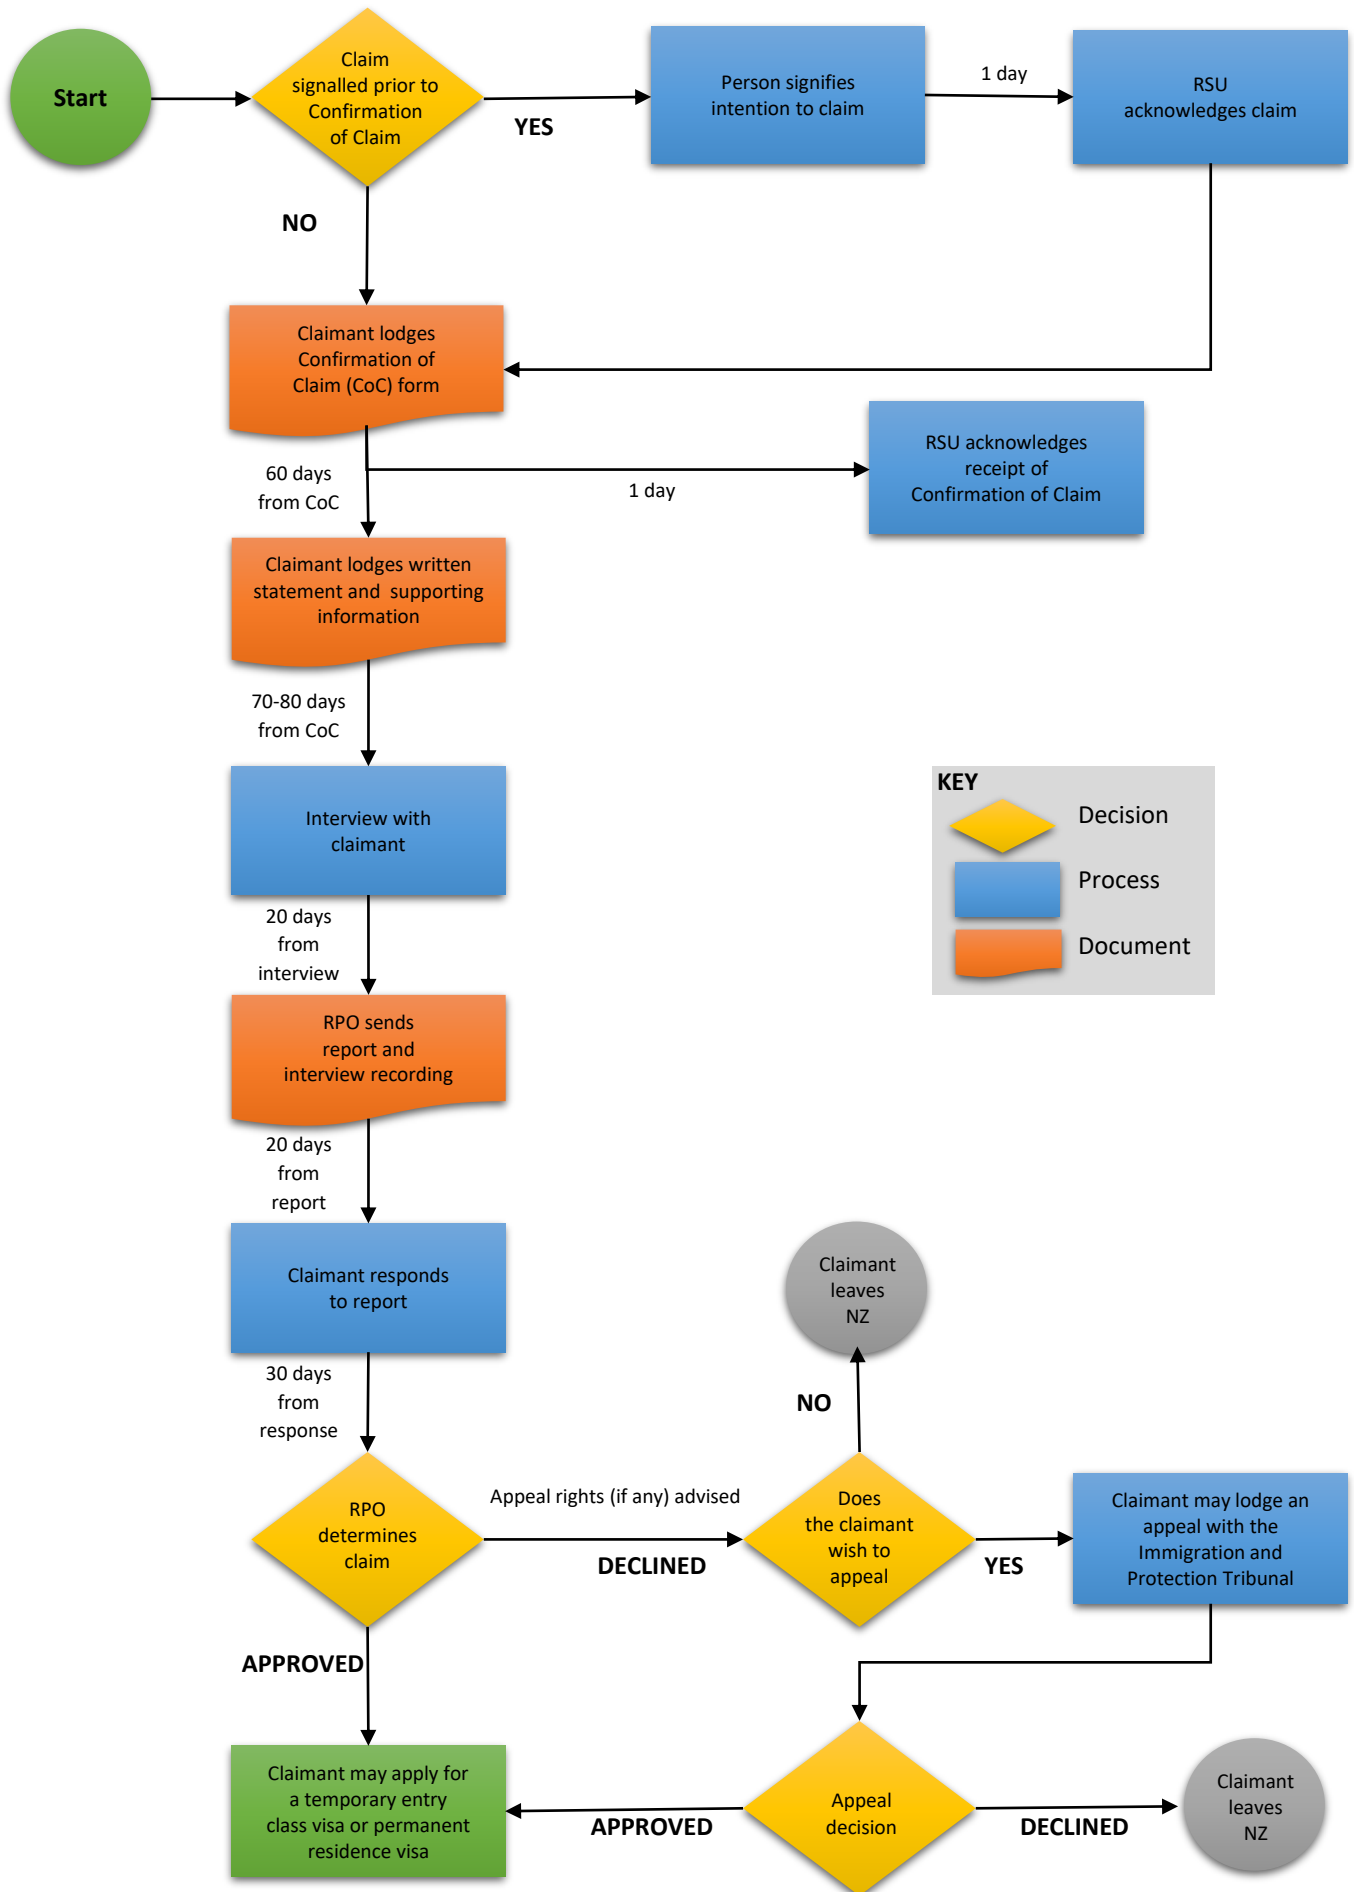 Start
Claim
signalled prior to
Confirmation
of Claim
YES
Person signifies
intention to claim
1 day
RSU
acknowledges claim
NO
Claimant lodges
Confirmation of
Claim (CoC) form
60 days
from CoC
1 day
RSU acknowledges
receipt of
Confirmation of Claim
Claimant lodges written
statement and supporting
information
70-80 days
from CoC
Interview with
claimant
KEY
Decision
Process
Document
20 days
from
interview
RPO sends
report and
interview recording
20 days
from
report
Claimant responds
to report
Claimant
leaves
NZ
30 days
from
response
NO
RPO
determines
claim
Appeal rights (if any) advised
DECLINED
Does
the claimant
wish to
appeal
YES
Claimant may lodge an
appeal with the
Immigration and
Protection Tribunal
APPROVED
Claimant may apply for
a temporary entry
class visa or permanent
residence visa
APPROVED
Appeal
decision
DECLINED
Claimant
leaves
NZ